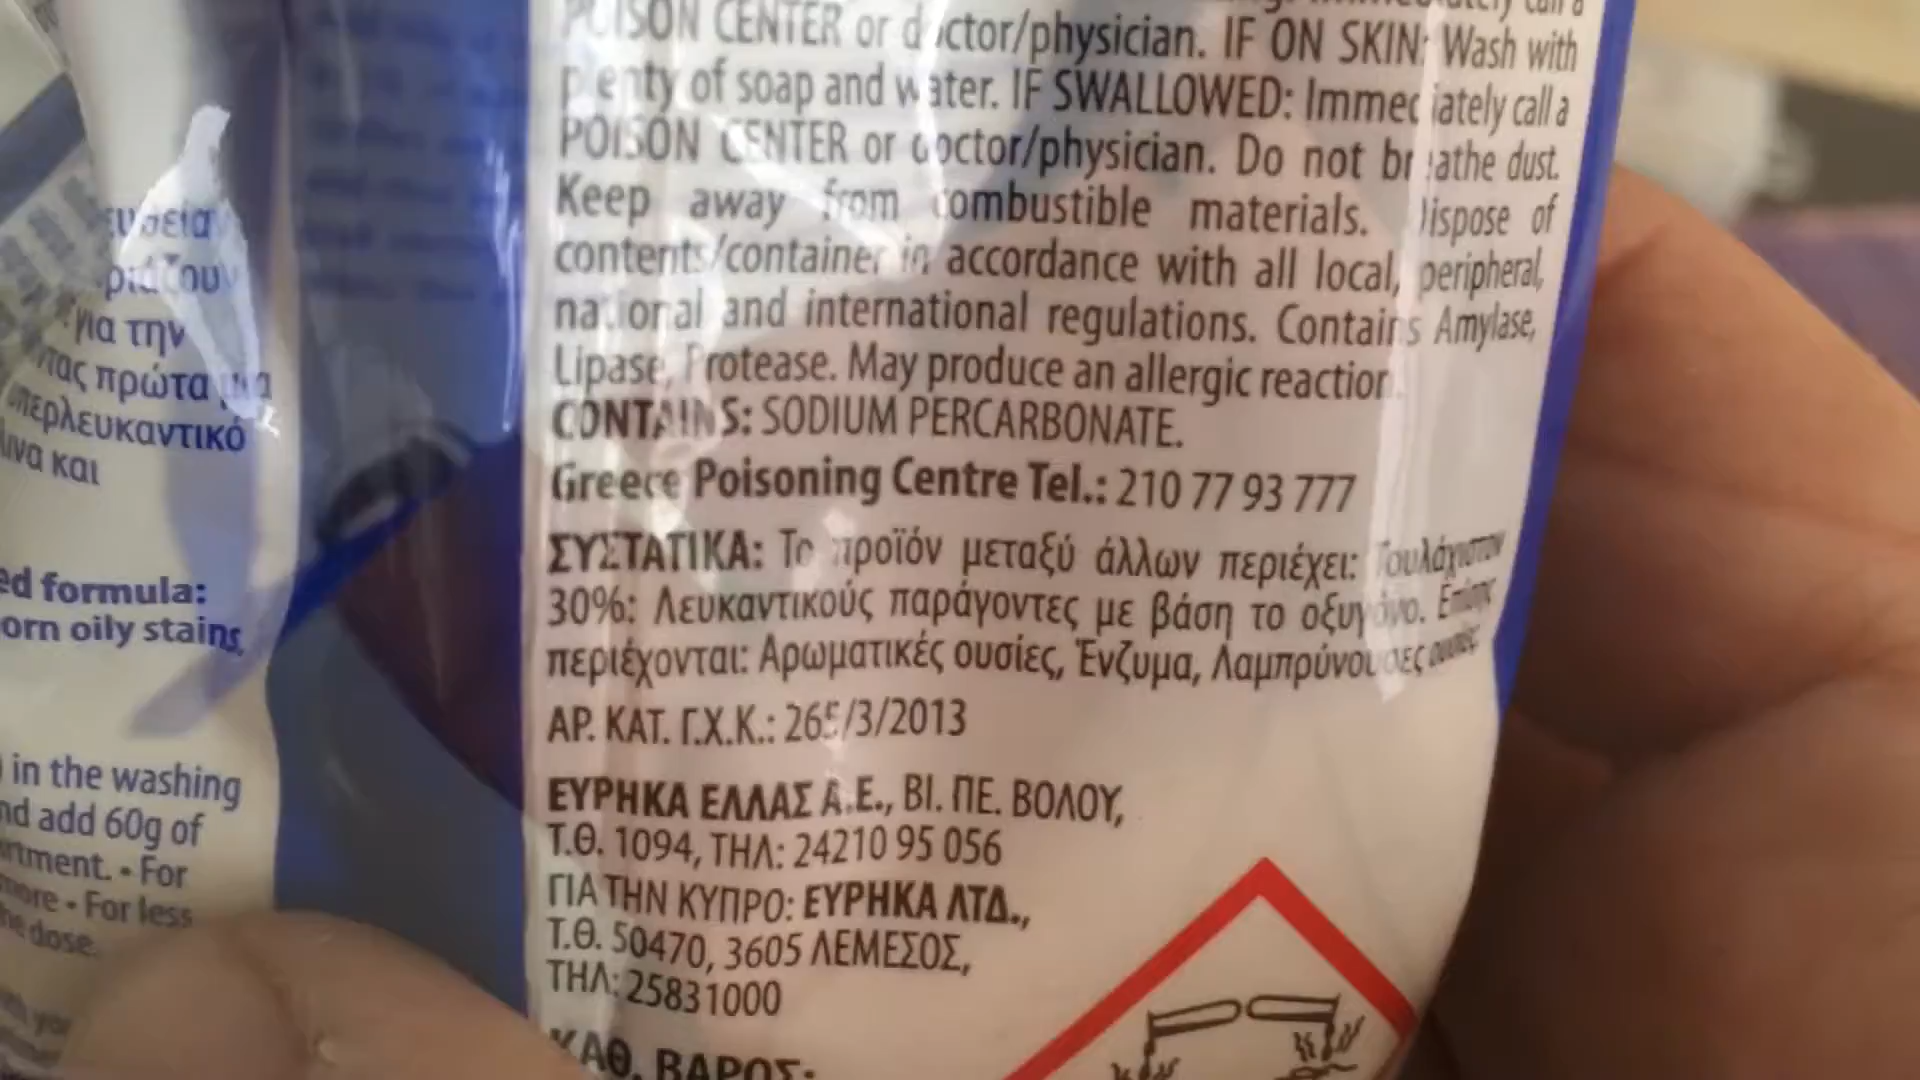 POISON CENTER or doctor/physician. IF ON SKIN: Wash with
plenty of soap and water. IF SWALLOWED: Immediately call a
POISON CENTER or doctor/physician. Do not breathe dust.
Keep away from combustible materials. Dispose of
contents/container in accordance with all local, peripheral,
national and international regulations. Contains Amylase,
Lipase, Protease. May produce an allergic reaction.
CONTAINS: SODIUM PERCARBONATE.
Greece Poisoning Centre Tel.: 210 77 93 777
ΣΥΣΤΑΤΙΚΑ: Το προϊόν μεταξύ άλλων περιέχει: Τουλάχιστον
30%: Λευκαντικούς παράγοντες με βάση το οξυγόνο. Επίσης
περιέχονται: Αρωματικές ουσίες, Ένζυμα, Λαμπρύνουσες ουσίες
ΑΡ. ΚΑΤ. Γ.Χ.Κ.: 265/3/2013
ΕΥΡΗΚΑ ΕΛΛΑΣ Α.Ε., ΒΙ. ΠΕ. ΒΟΛΟΥ,
Τ.Θ. 1094, ΤΗΛ: 24210 95 056
ΓΙΑ ΤΗΝ ΚΥΠΡΟ: ΕΥΡΗΚΑ ΛΤΔ.,
Τ.Θ. 50470, 3605 ΛΕΜΕΣΟΣ,
ΤΗΛ: 25831000
ΚΑΘ. ΒΑΡΟΣ:
για την
πρώτα μια
υπερλευκαντικό
και
ed formula:
orn oily stains.
in the washing
nd add 60g of
rtment. • For
more • For less
he dose.